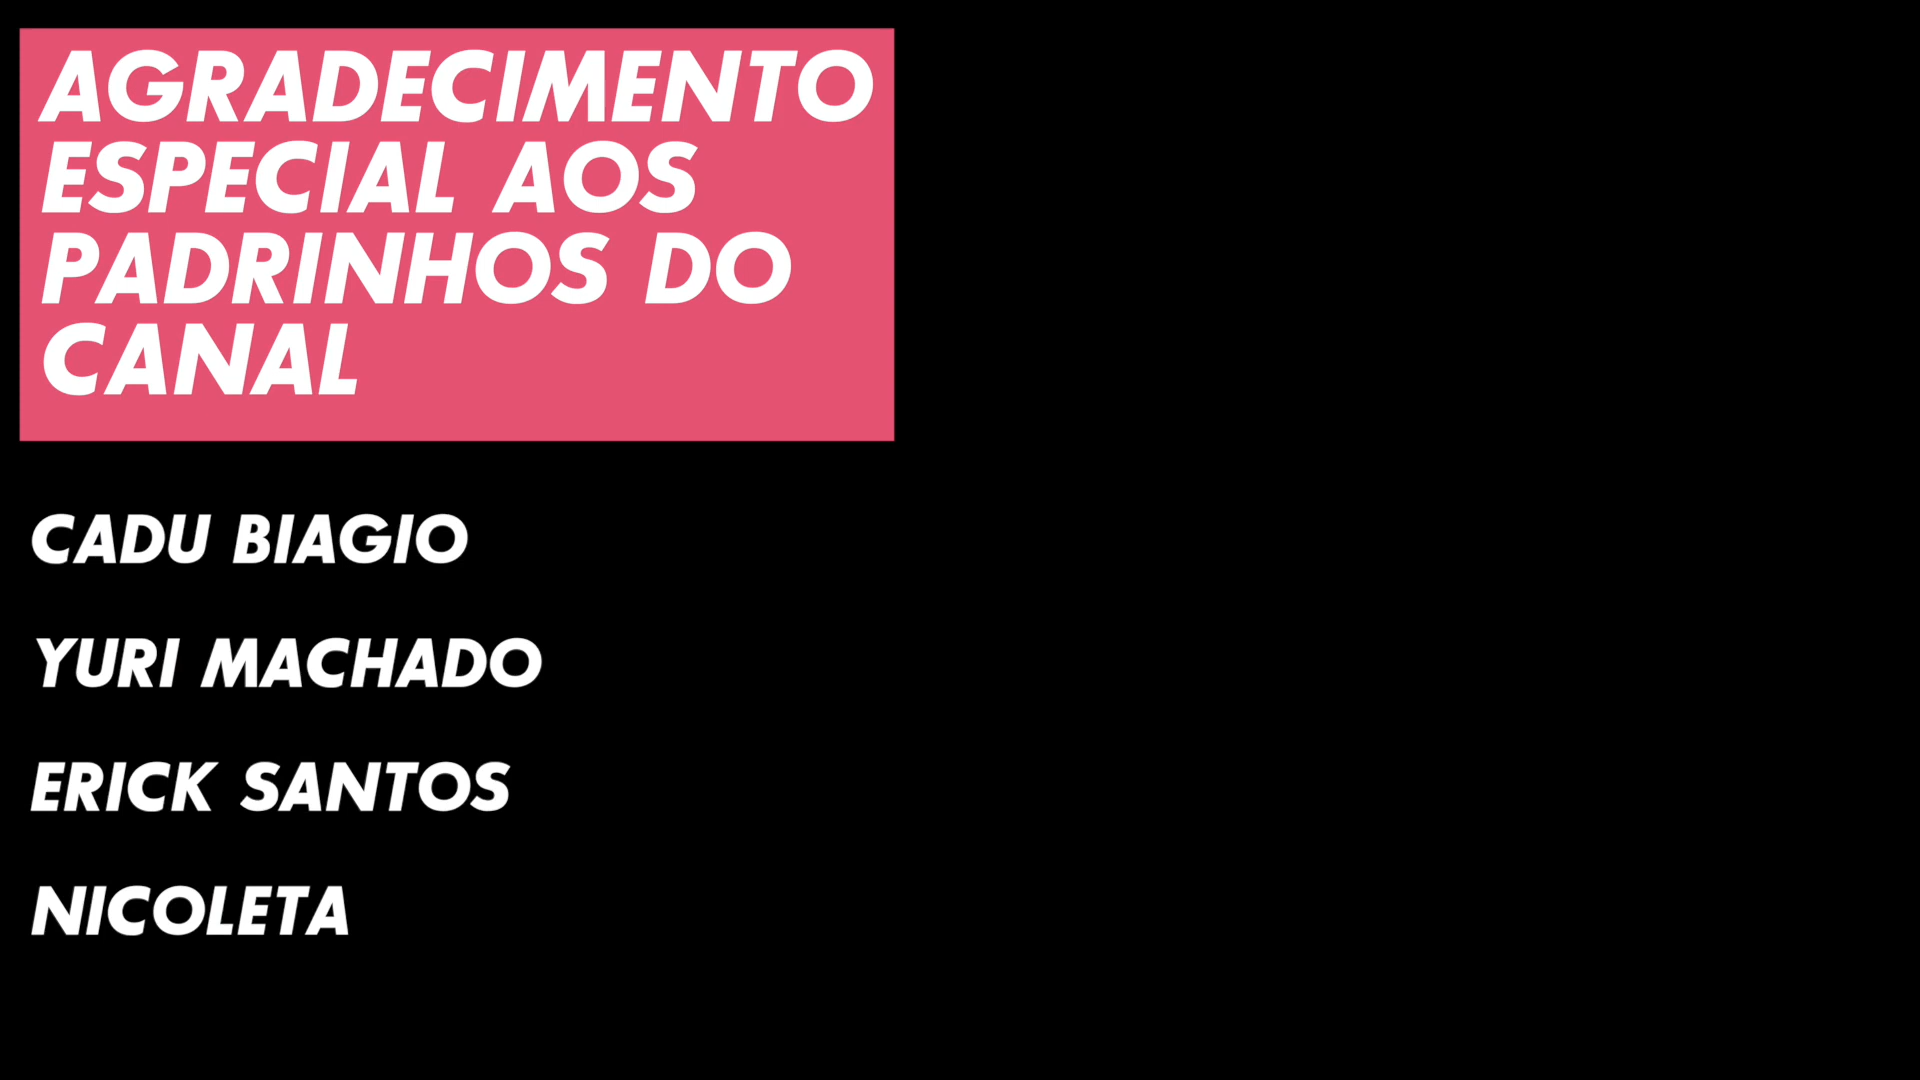 AGRADECIMENTO
ESPECIAL AOS
PADRINHOS DO
CANAL
CADU BIAGIO
YURI MACHADO
ERICK SANTOS
NICOLETA